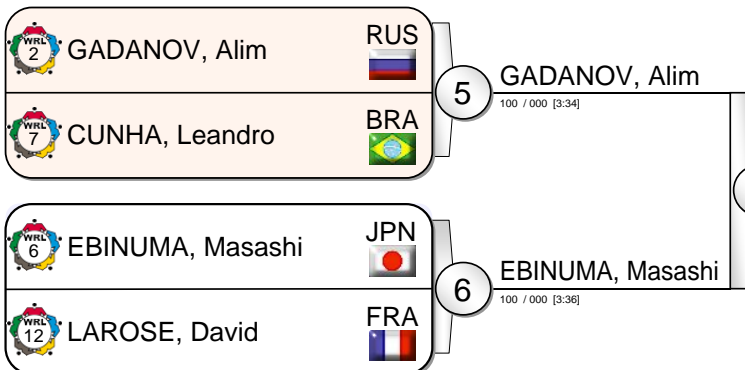 WRL 2 GADANOV, Alim RUS
WRL 7 CUNHA, Leandro BRA
5 GADANOV, Alim
100 / 000 [3:34]
WRL 6 EBINUMA, Masashi JPN
WRL 12 LAROSE, David FRA
6 EBINUMA, Masashi
100 / 000 [3:36]